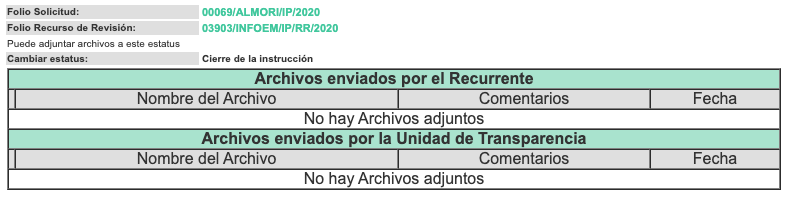 Folio Solicitud: 00069/ALMORI/IP/2020
Folio Recurso de Revisión: 03903/INFOEM/IP/RR/2020
Puede adjuntar archivos a este estatus
Cambiar estatus: Cierre de la instrucción
Archivos enviados por el Recurrente
Nombre del Archivo Comentarios Fecha
No hay Archivos adjuntos
Archivos enviados por la Unidad de Transparencia
Nombre del Archivo Comentarios Fecha
No hay Archivos adjuntos